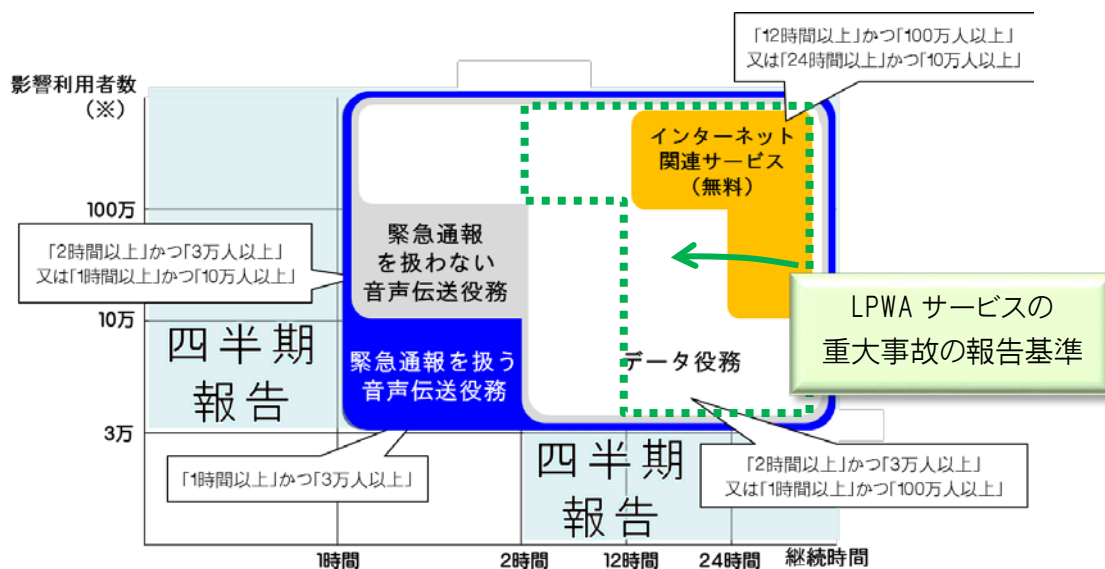 「12時間以上」かつ「100万人以上」
又は「24時間以上」かつ「10万人以上」
影響利用者数
（※）
インターネット
関連サービス
（無料）
100万
「2時間以上」かつ「3万人以上」
又は「1時間以上」かつ「10万人以上」
緊急通報
を扱わない
音声伝送役務
10万
LPWA サービスの
重大事故の報告基準
四半期
報告
緊急通報を扱う
音声伝送役務
データ役務
3万
「1時間以上」かつ「3万人以上」
四半期
報告
「2時間以上」かつ「3万人以上」
又は「1時間以上」かつ「100万人以上」
1時間
2時間
12時間
24時間
継続時間